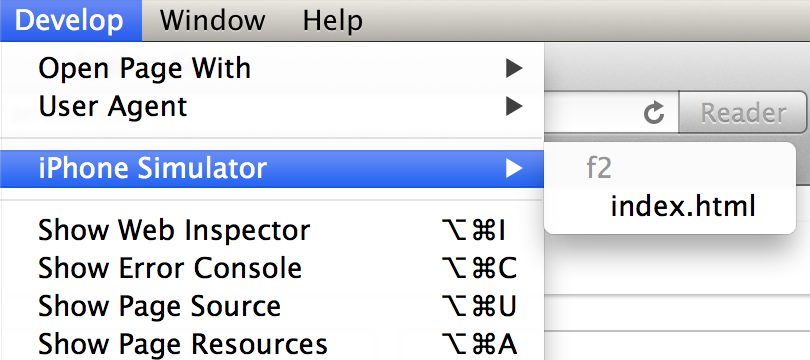 Develop Window Help
Open Page With ▶
User Agent ▶
Reader
iPhone Simulator ▶
f2
index.html
Show Web Inspector ⌥⌘I
Show Error Console ⌥⌘C
Show Page Source ⌥⌘U
Show Page Resources ⌥⌘A